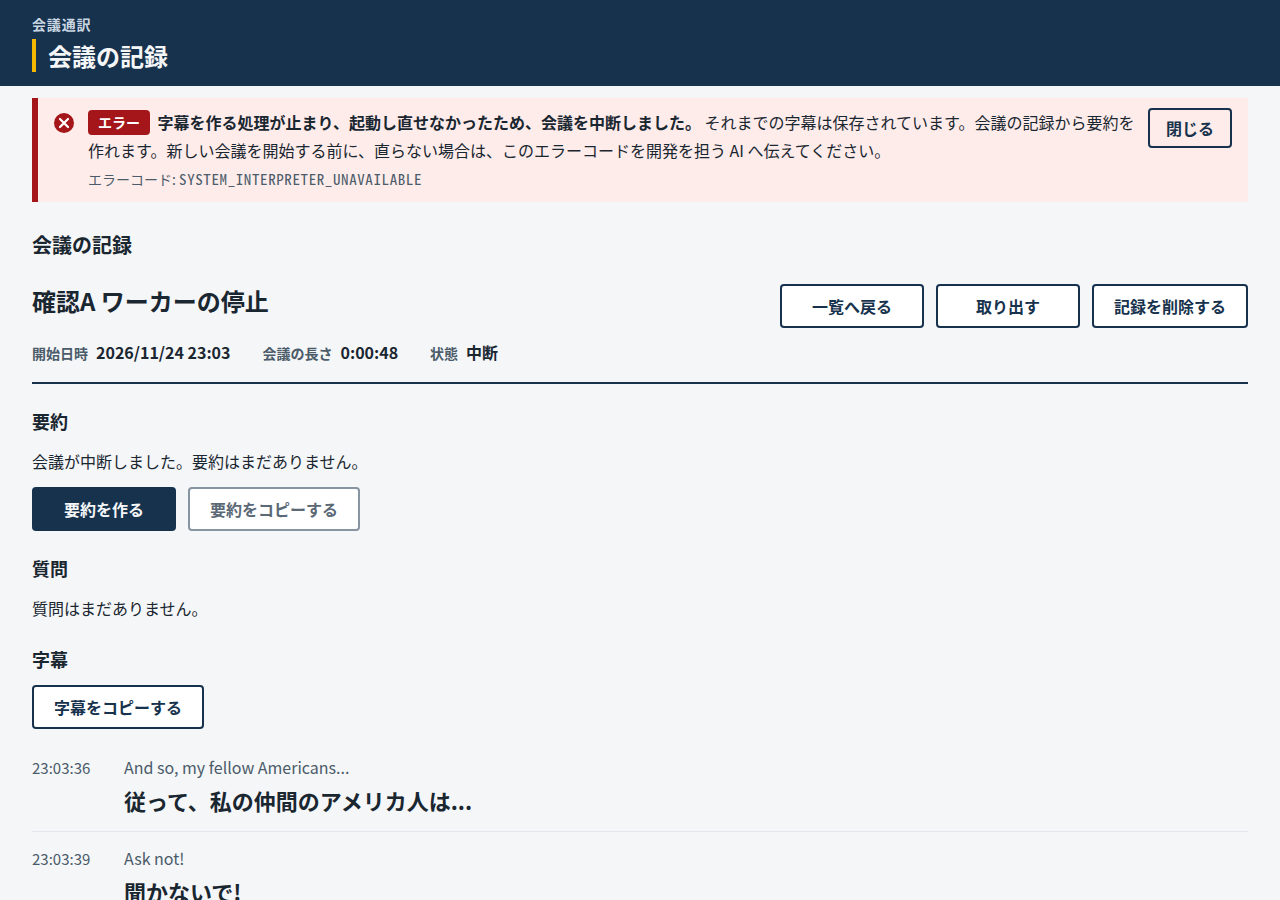 会議通訳
会議の記録
エラー 字幕を作る処理が止まり、起動し直せなかったため、会議を中断しました。 それまでの字幕は保存されています。会議の記録から要約を
作れます。新しい会議を開始する前に、直らない場合は、このエラーコードを開発を担う AI へ伝えてください。
エラーコード: SYSTEM_INTERPRETER_UNAVAILABLE
閉じる
会議の記録
確認A ワーカーの停止
一覧へ戻る 取り出す 記録を削除する
開始日時 2026/11/24 23:03 会議の長さ 0:00:48 状態 中断
要約
会議が中断しました。要約はまだありません。
要約を作る 要約をコピーする
質問
質問はまだありません。
字幕
字幕をコピーする
23:03:36 And so, my fellow Americans...
従って、私の仲間のアメリカ人は...
23:03:39 Ask not!
聞かないで!